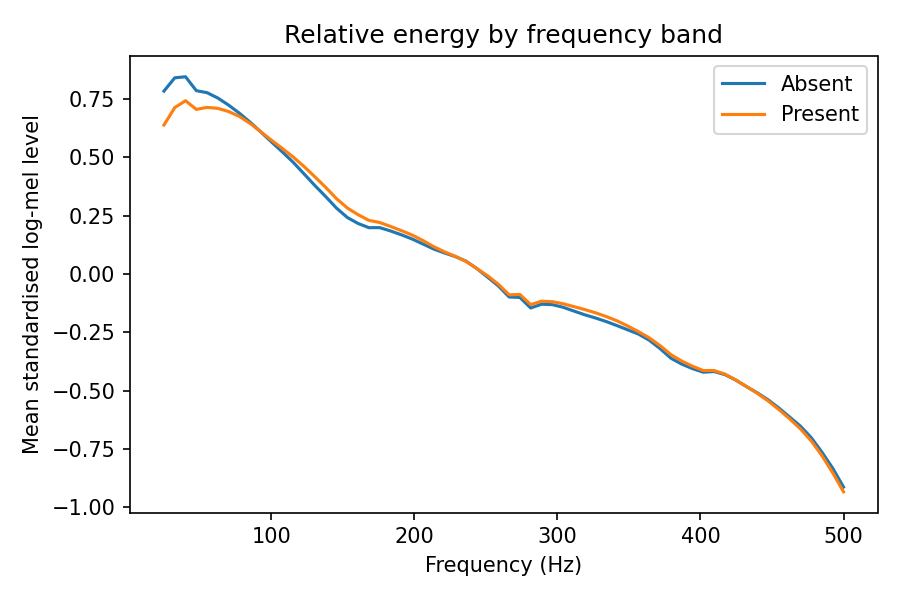 Relative energy by frequency band
Absent
Present
Mean standardised log-mel level
0.75
0.50
0.25
0.00
−0.25
−0.50
−0.75
−1.00
100 200 300 400 500
Frequency (Hz)